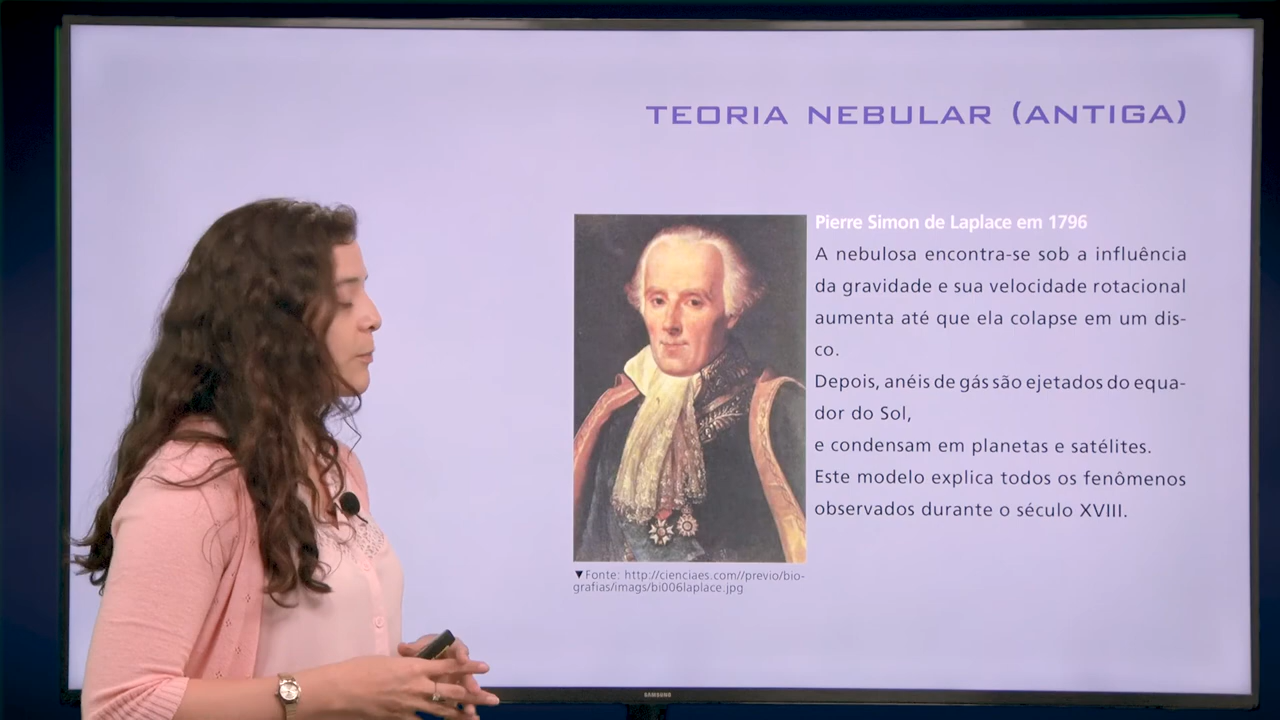 TEORIA NEBULAR (ANTIGA)
Pierre Simon de Laplace em 1796
A nebulosa encontra-se sob a influência
da gravidade e sua velocidade rotacional
aumenta até que ela colapse em um dis-
co.
Depois, anéis de gás são ejetados do equa-
dor do Sol,
e condensam em planetas e satélites.
Este modelo explica todos os fenômenos
observados durante o século XVIII.
▼Fonte: http://cienciaes.com//previo/bio-
grafias/imags/bi006laplace.jpg
SAMSUNG